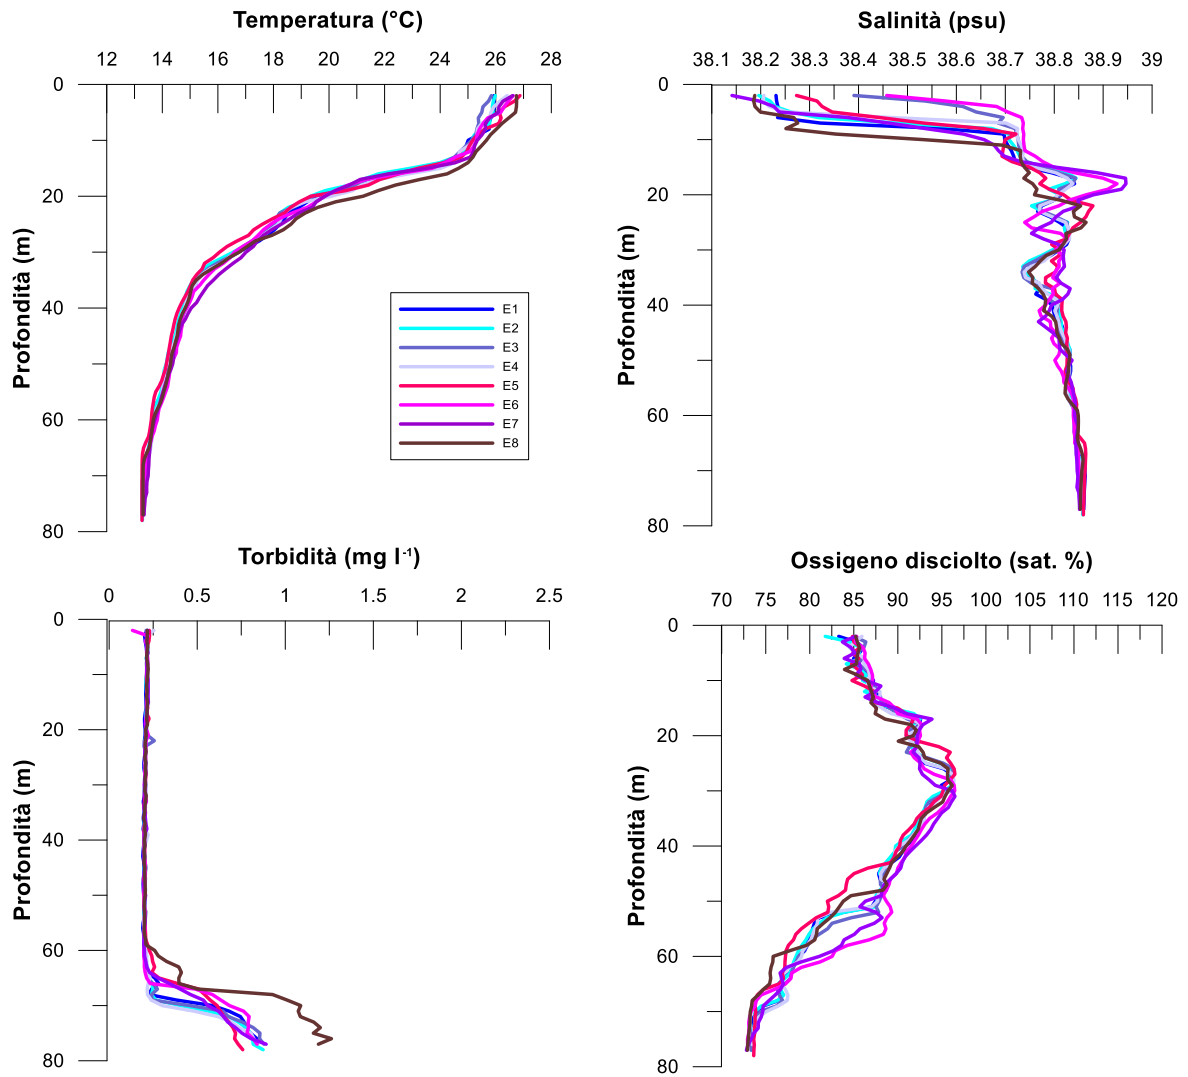 Temperatura (°C)
12 14 16 18 20 22 24 26 28
0
20
40
60
80
Profondità (m)
E1
E2
E3
E4
E5
E6
E7
E8
Salinità (psu)
38.1 38.2 38.3 38.4 38.5 38.6 38.7 38.8 38.9 39
0
20
40
60
80
Profondità (m)
Torbidità (mg l-1)
0 0.5 1 1.5 2 2.5
0
20
40
60
80
Profondità (m)
Ossigeno disciolto (sat. %)
70 75 80 85 90 95 100 105 110 115 120
0
20
40
60
80
Profondità (m)